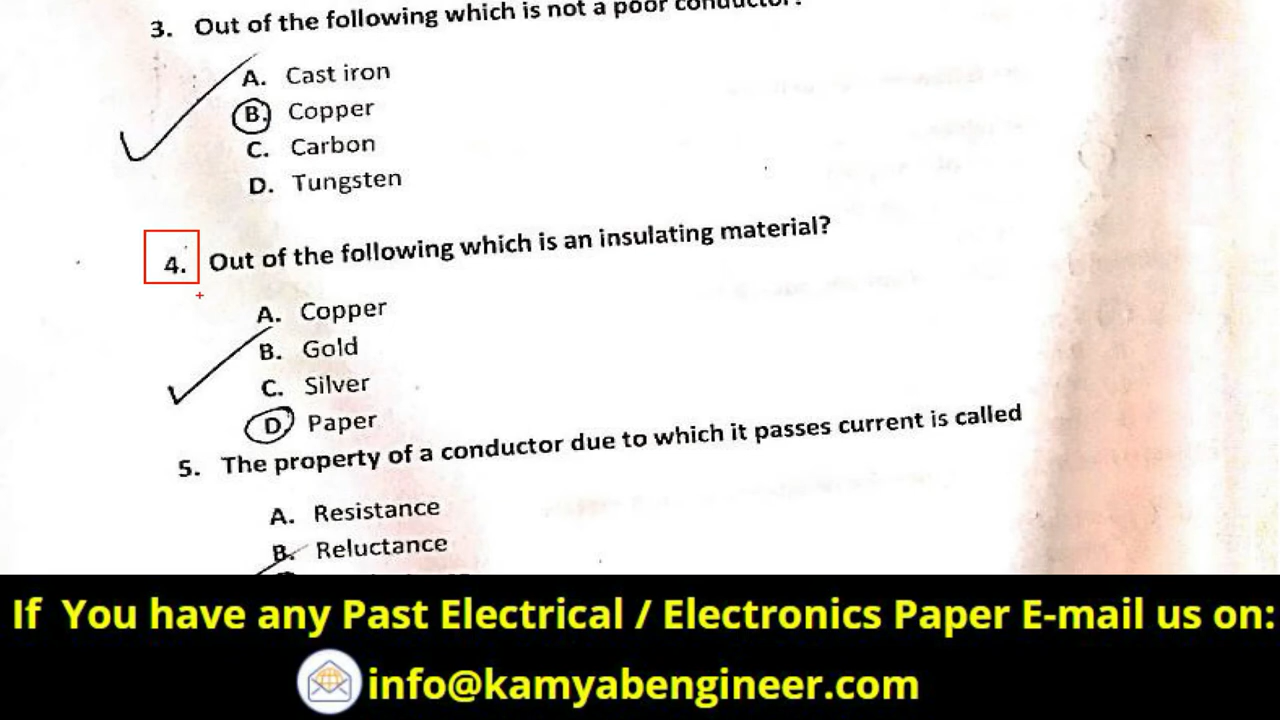 3. Out of the following which is not a poor conductor?
A. Cast iron
B. Copper
C. Carbon
D. Tungsten
4. Out of the following which is an insulating material?
A. Copper
B. Gold
C. Silver
D. Paper
5. The property of a conductor due to which it passes current is called
A. Resistance
B. Reluctance
If You have any Past Electrical / Electronics Paper E-mail us on:
info@kamyabengineer.com